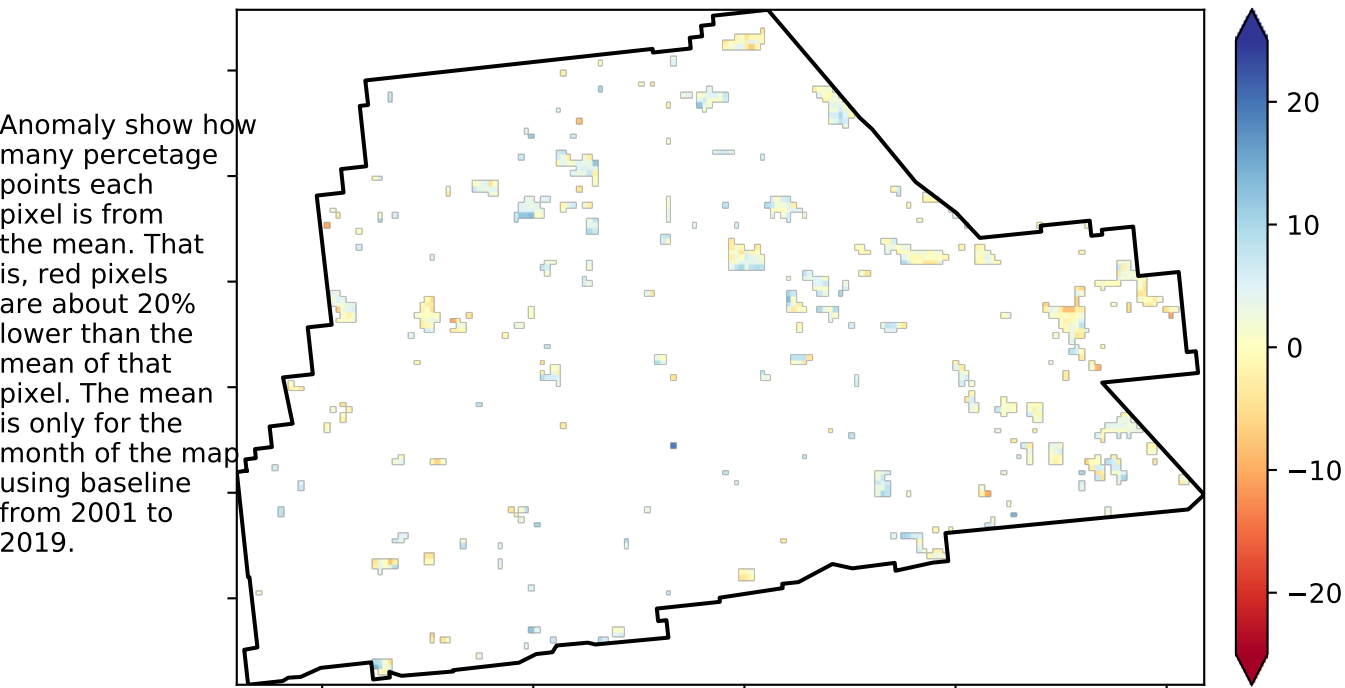 Anomaly show how
many percetage
points each
pixel is from
the mean. That
is, red pixels
are about 20%
lower than the
mean of that
pixel. The mean
is only for the
month of the map
using baseline
from 2001 to
2019.
20
10
0
−10
−20